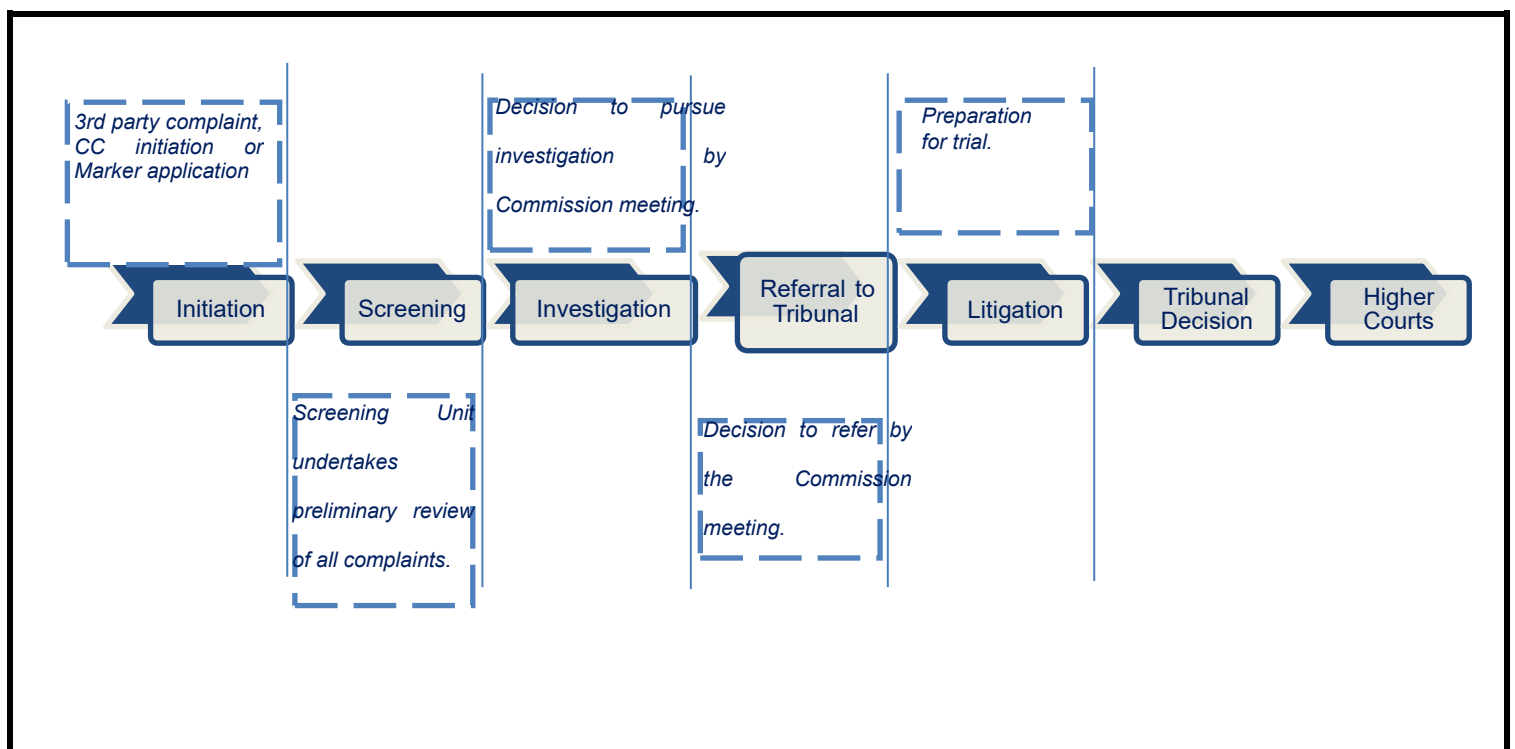 3rd party complaint,
CC initiation or
Marker application
Decision to pursue
investigation by
Commission meeting.
Preparation
for trial.
Initiation
Screening
Investigation
Referral to
Tribunal
Litigation
Tribunal
Decision
Higher
Courts
Screening Unit
undertakes
preliminary review
of all complaints.
Decision to refer by
the Commission
meeting.